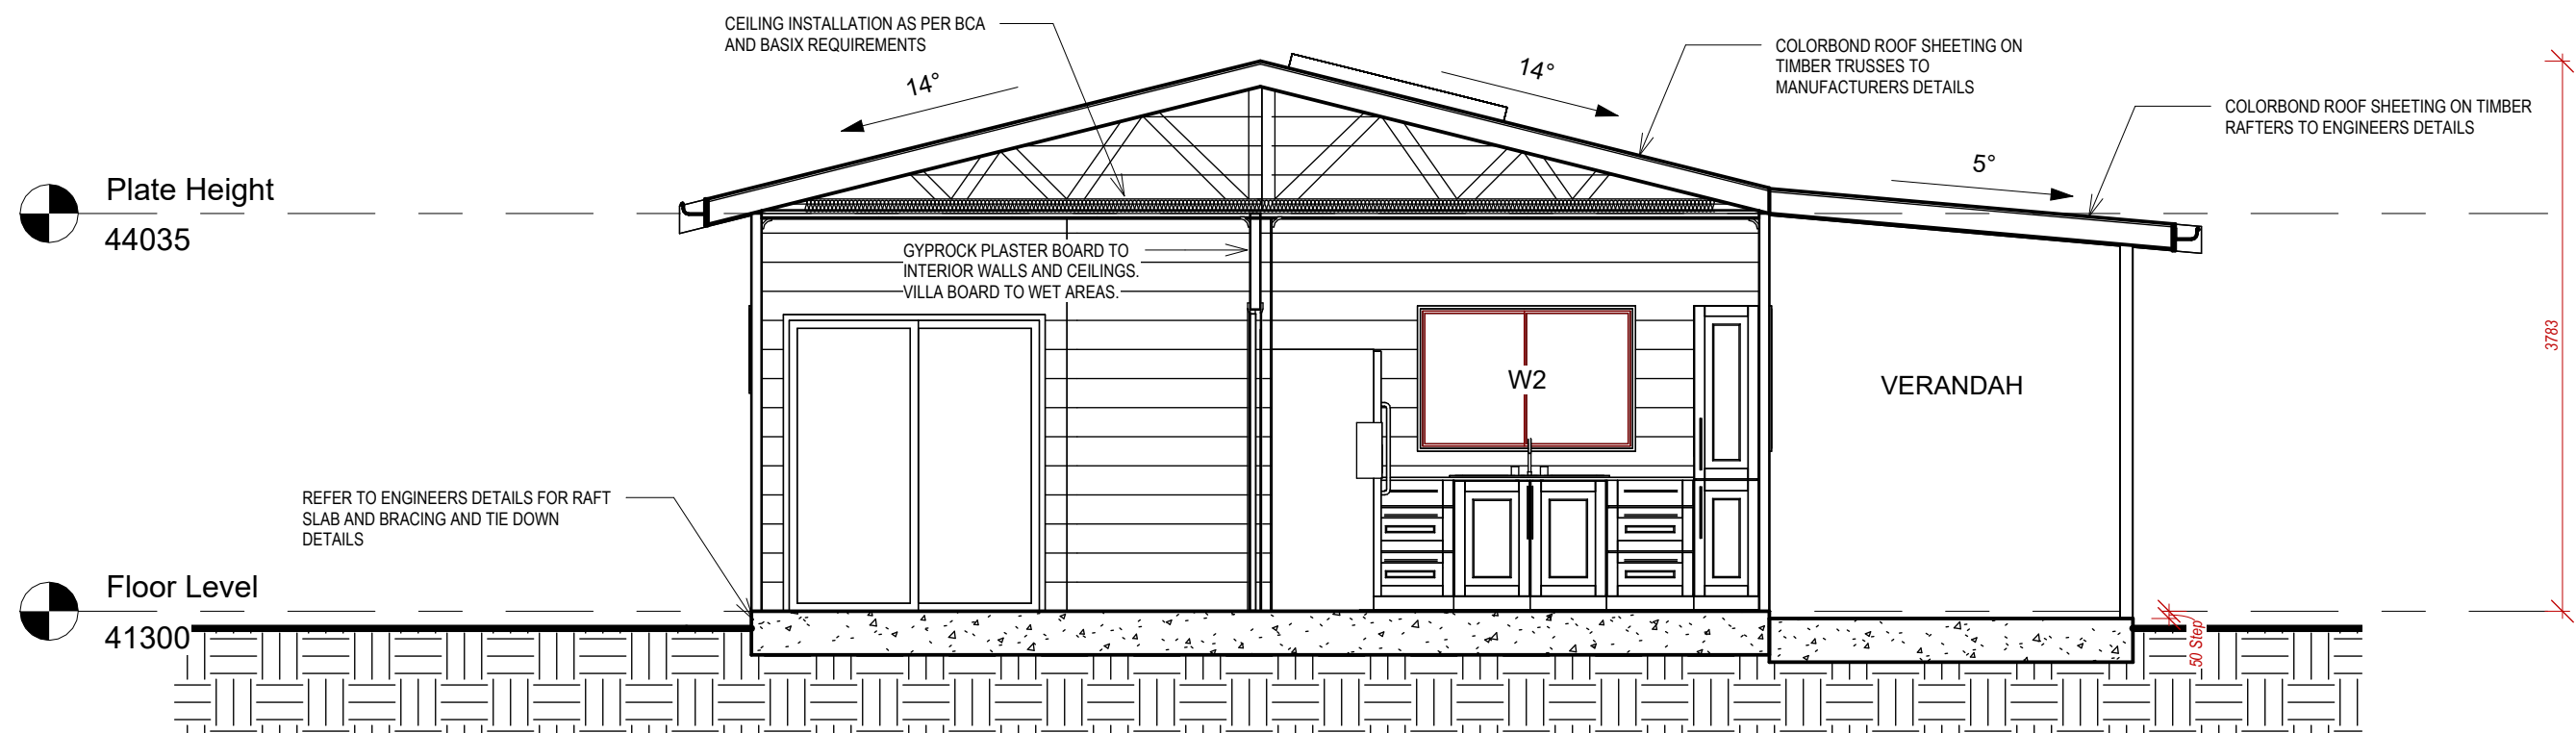 CEILING INSTALLATION AS PER BCA
AND BASIX REQUIREMENTS
14°
14°
COLORBOND ROOF SHEETING ON
TIMBER TRUSSES TO
MANUFACTURERS DETAILS
COLORBOND ROOF SHEETING ON TIMBER
RAFTERS TO ENGINEERS DETAILS
5°
Plate Height
44035
GYPROCK PLASTER BOARD TO
INTERIOR WALLS AND CEILINGS.
VILLA BOARD TO WET AREAS.
3783
W2
VERANDAH
REFER TO ENGINEERS DETAILS FOR RAFT
SLAB AND BRACING AND TIE DOWN
DETAILS
Floor Level
41300
50 Step